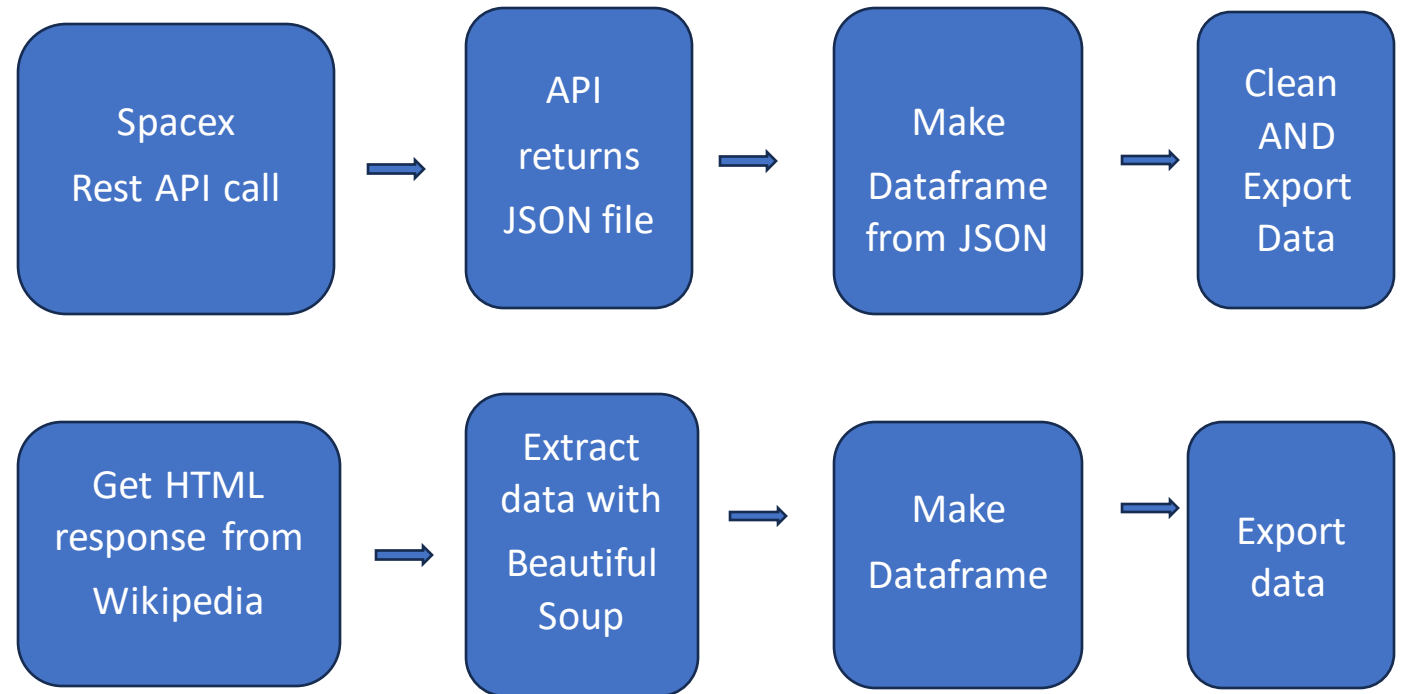 Spacex
Rest API call
API
returns
JSON file
Make
Dataframe
from JSON
Clean
AND
Export
Data
Get HTML
response from
Wikipedia
Extract
data with
Beautiful
Soup
Make
Dataframe
Export
data